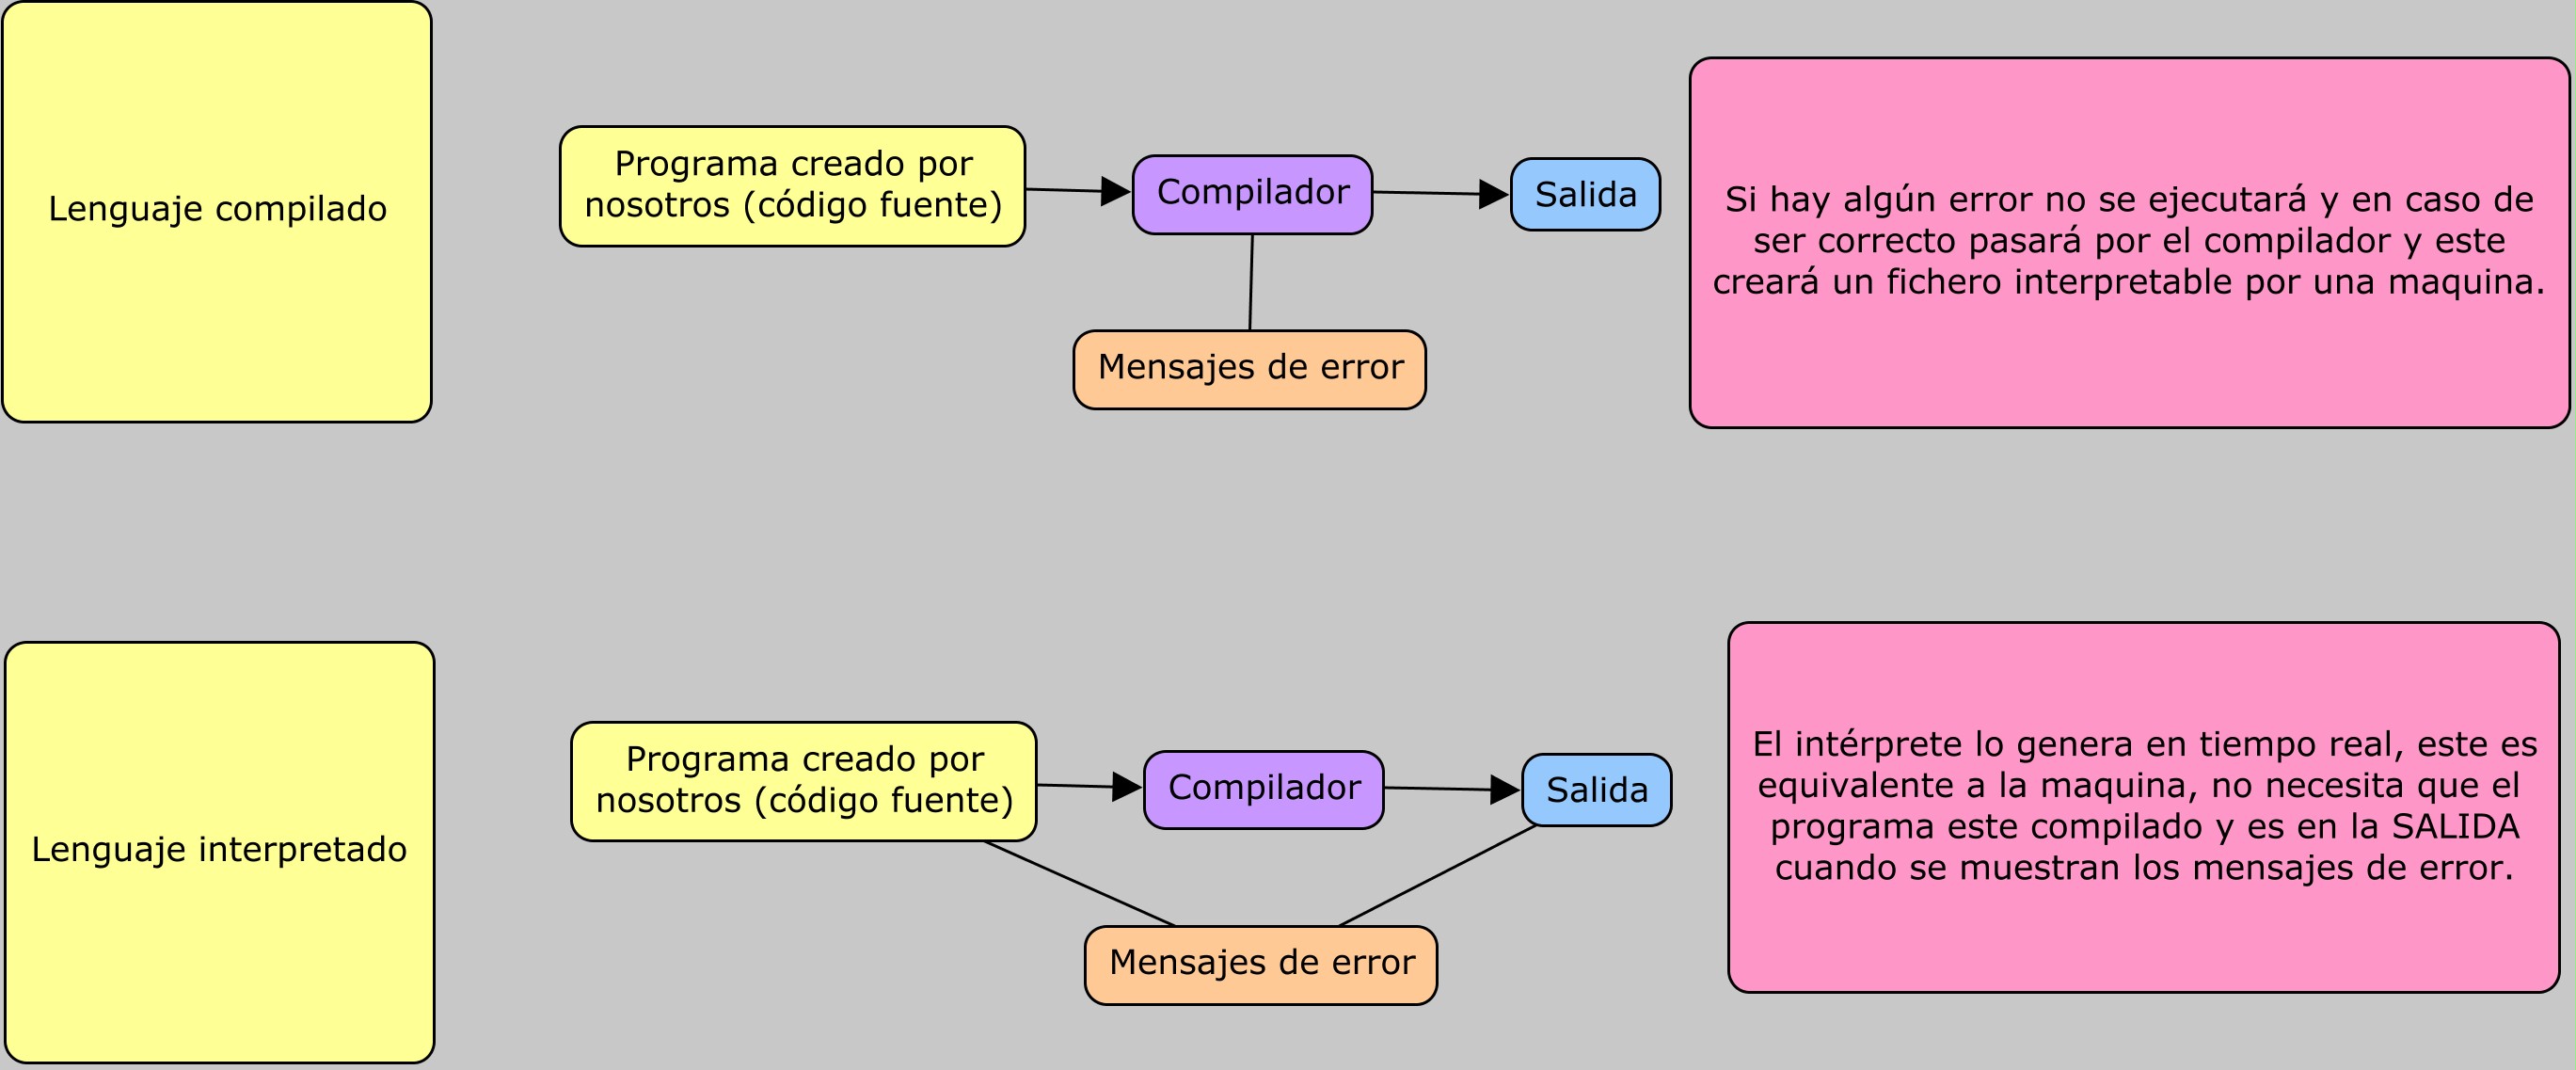 Lenguaje compilado
Programa creado por
nosotros (código fuente)
Compilador
Salida
Mensajes de error
Si hay algún error no se ejecutará y en caso de
ser correcto pasará por el compilador y este
creará un fichero interpretable por una maquina.
Lenguaje interpretado
Programa creado por
nosotros (código fuente)
Compilador
Salida
Mensajes de error
El intérprete lo genera en tiempo real, este es
equivalente a la maquina, no necesita que el
programa este compilado y es en la SALIDA
cuando se muestran los mensajes de error.